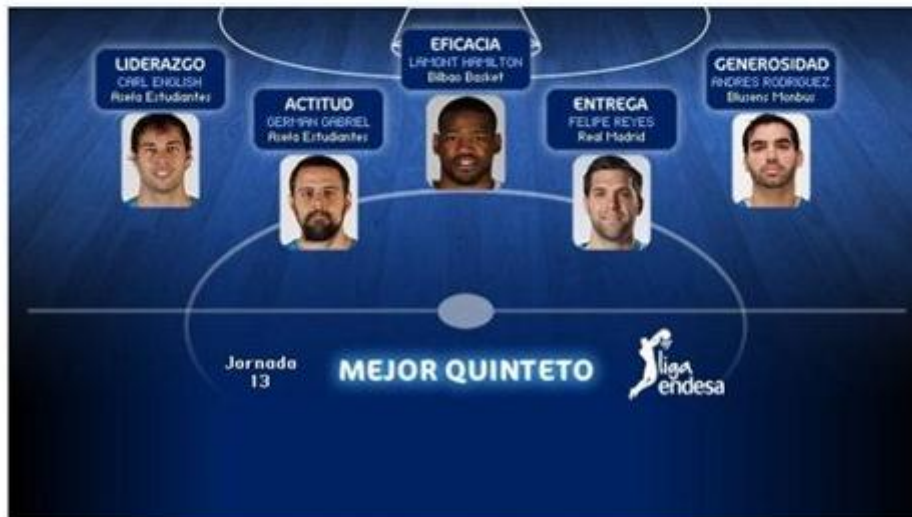 LIDERAZGO
CARL ENGLISH
Asefa Estudiantes
ACTITUD
GERMAN GABRIEL
Asefa Estudiantes
EFICACIA
LAMONT HAMILTON
Bilbao Basket
ENTREGA
FELIPE REYES
Real Madrid
GENEROSIDAD
ANDRES RODRIGUEZ
Blusens Monbus
Jornada
13
MEJOR QUINTETO
liga
endesa